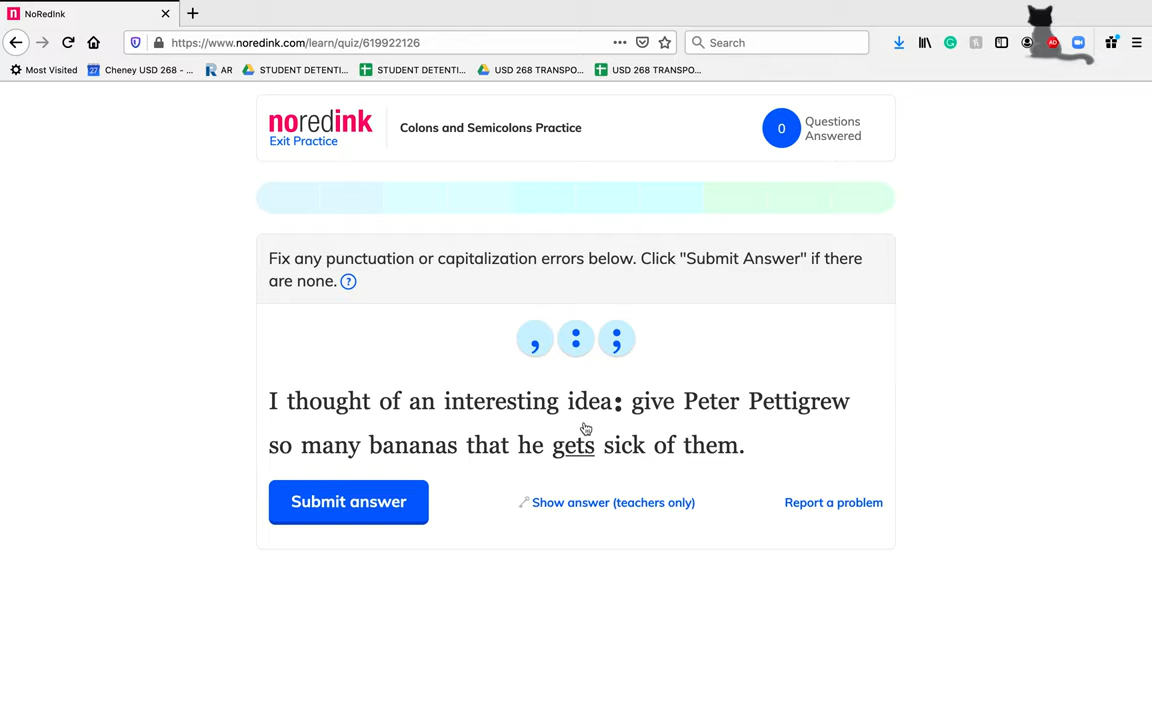 NoRedInk
https://www.noredink.com/learn/quiz/619922126
Search
Most Visited
27 Cheney USD 268 - ...
AR
STUDENT DETENTI...
STUDENT DETENTI...
USD 268 TRANSPO...
USD 268 TRANSPO...
noredink
Exit Practice
Colons and Semicolons Practice
0
Questions
Answered
Fix any punctuation or capitalization errors below. Click "Submit Answer" if there
are none. ?
, : ;
I thought of an interesting idea: give Peter Pettigrew
so many bananas that he gets sick of them.
Submit answer
Show answer (teachers only)
Report a problem